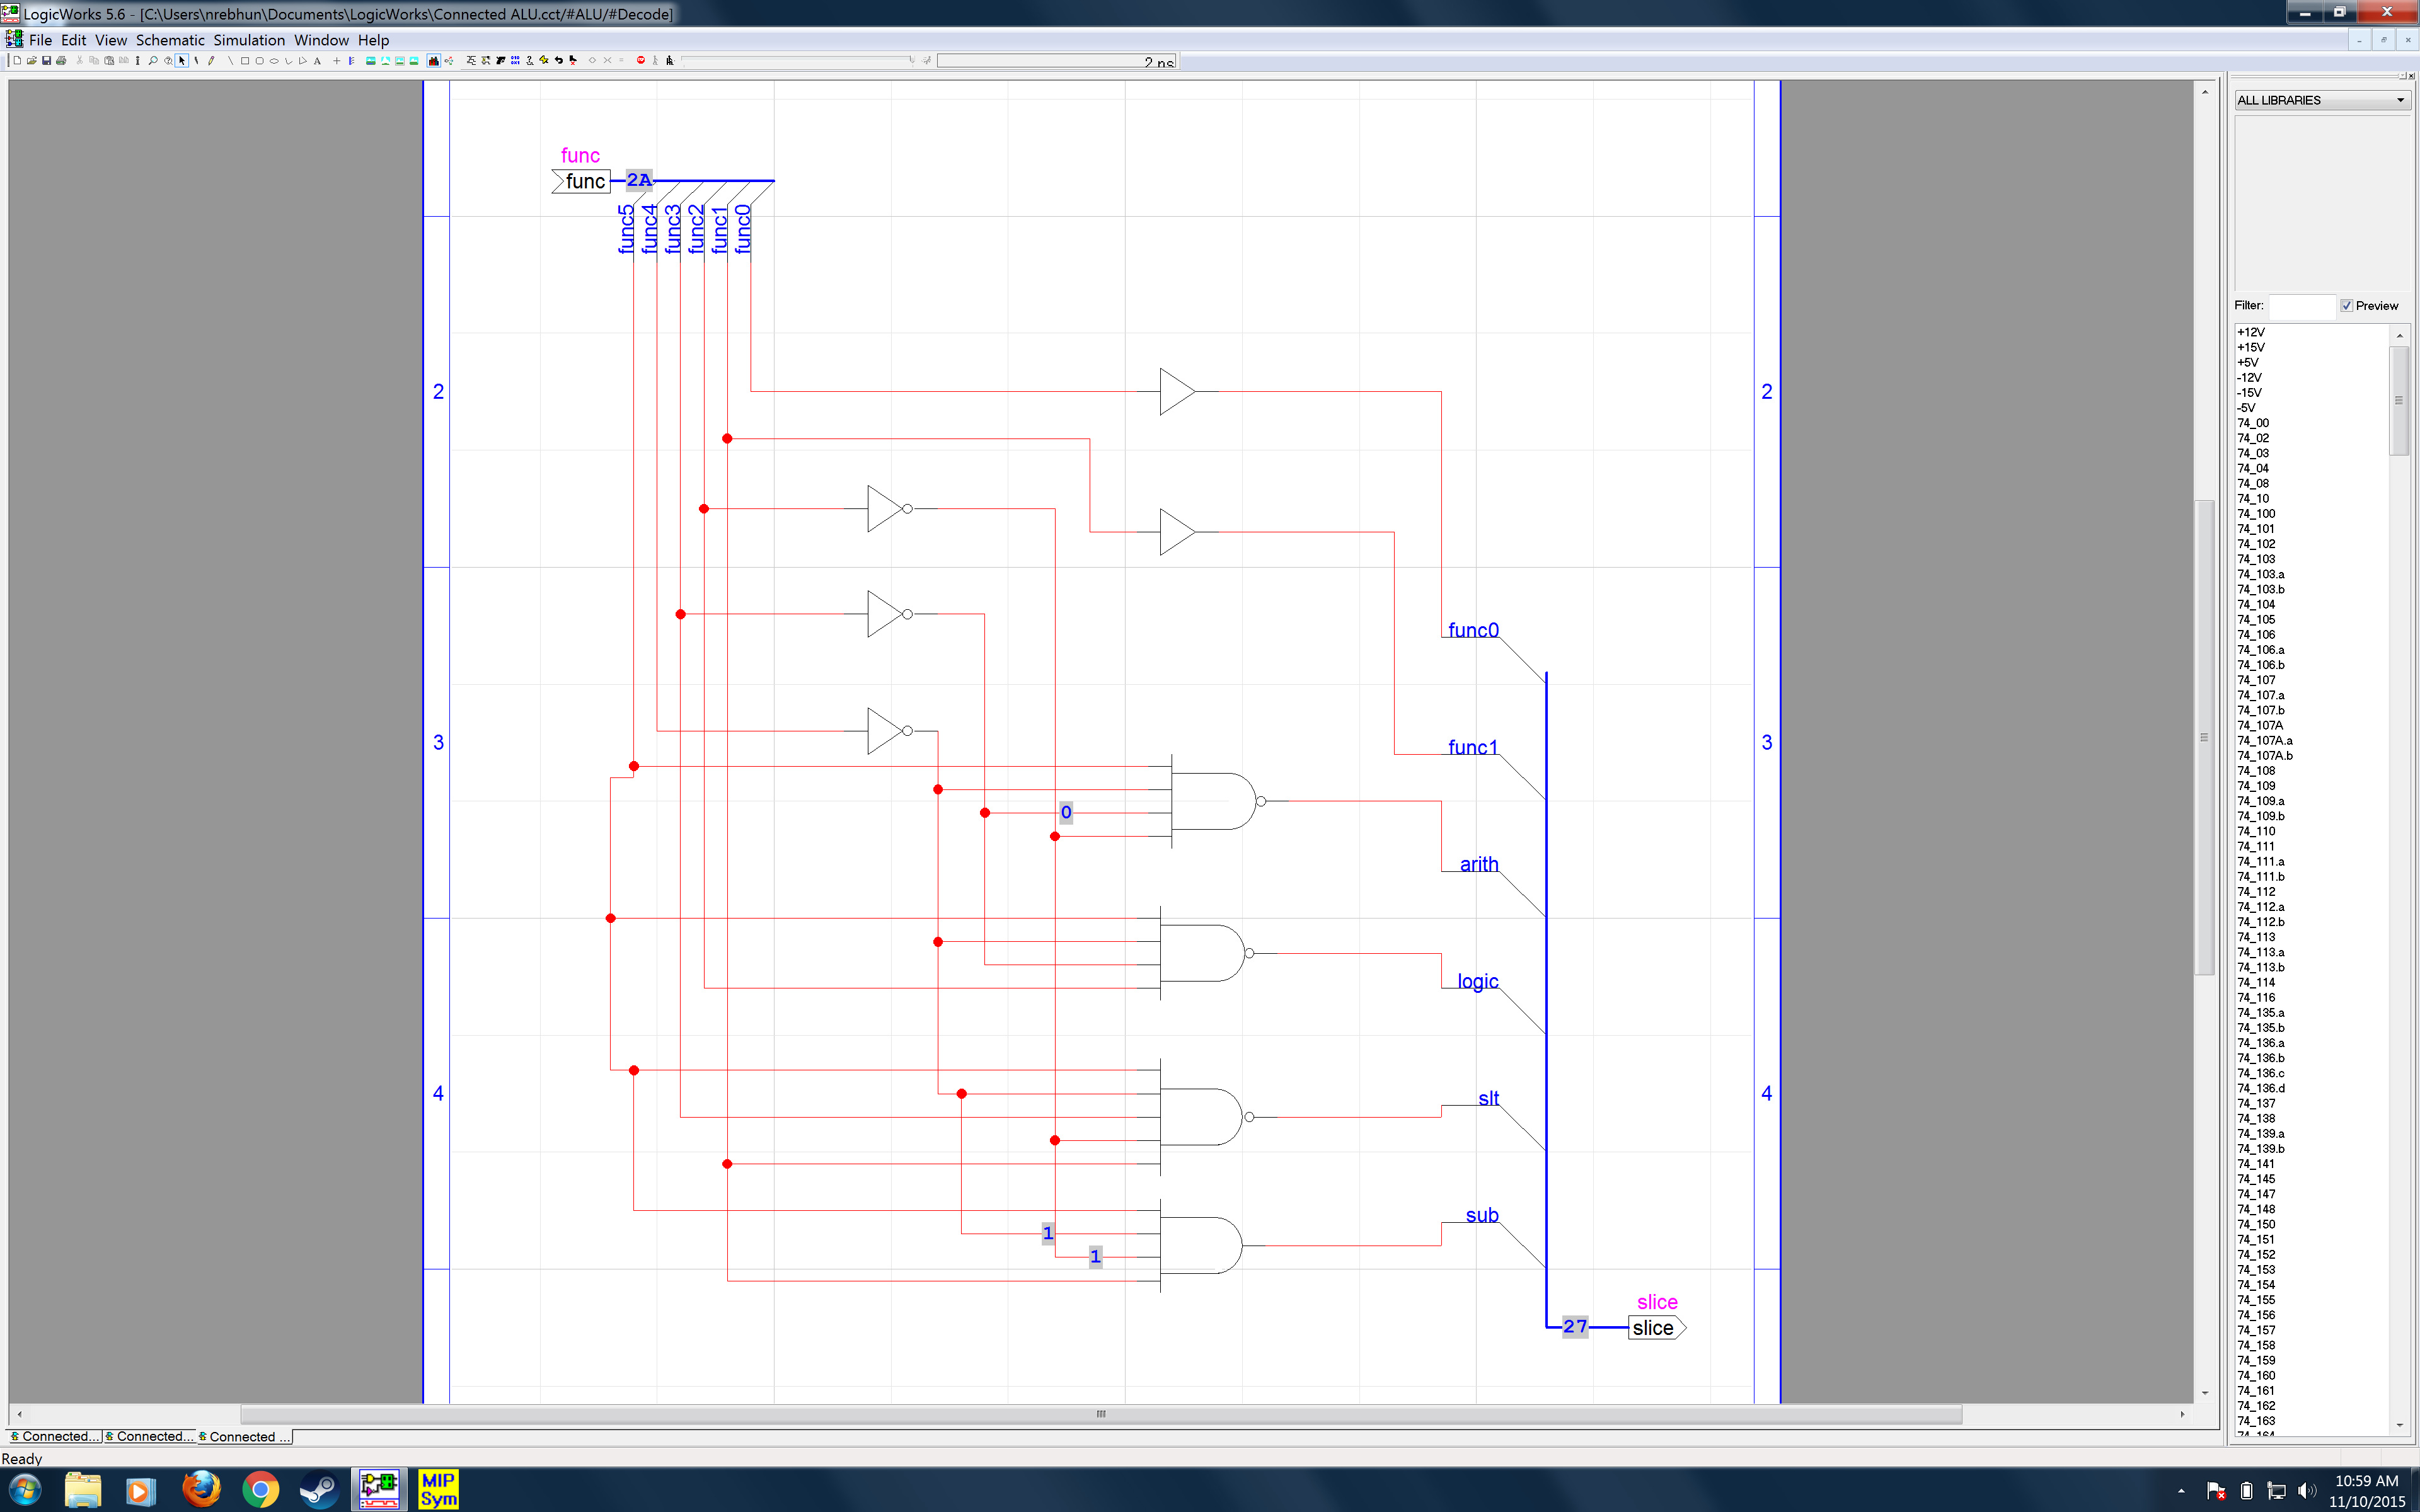 LogicWorks 5.6 - [C:\Users\nrebhun\Documents\LogicWorks\Connected ALU.cct/#ALU/#Decode]
File Edit View Schematic Simulation Window Help
2 ns
ALL LIBRARIES
Filter:
Preview
+12V
+15V
+5V
-12V
-15V
-5V
74_00
74_02
74_03
74_04
74_08
74_10
74_100
74_101
74_102
74_103
74_103.a
74_103.b
74_104
74_105
74_106
74_106.a
74_106.b
74_107
74_107.a
74_107.b
74_107A
74_107A.a
74_107A.b
74_108
74_109
74_109.a
74_109.b
74_110
74_111
74_111.a
74_111.b
74_112
74_112.a
74_112.b
74_113
74_113.a
74_113.b
74_114
74_116
74_135.a
74_135.b
74_136.a
74_136.b
74_136.c
74_136.d
74_137
74_138
74_139.a
74_139.b
74_141
74_145
74_147
74_148
74_150
74_151
74_152
74_153
74_154
74_155
74_156
74_157
74_158
74_159
74_160
74_161
74_162
74_163
74_164
func
func
2A
func5
func4
func3
func2
func1
func0
2
2
func0
3
func1
3
0
arith
logic
4
slt
4
sub
1
1
slice
27
slice
Connected...
Connected...
Connected ...
Ready
MIP
Sym
10:59 AM
11/10/2015